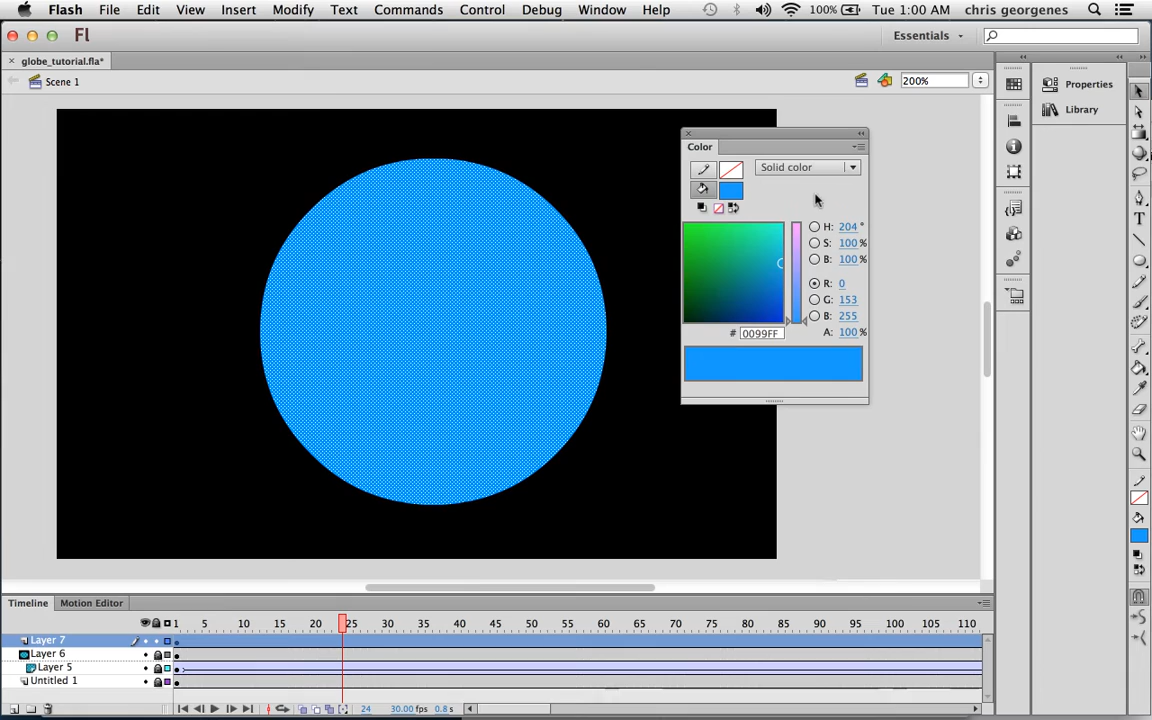 Flash File Edit View Insert Modify Text Commands Control Debug Window Help 100% Tue 1:00 AM chris georgenes
Fl Essentials
× globe_tutorial.fla*
Scene 1 200%
Properties
Library
Color
Solid color
H: 204 °
S: 100 %
B: 100 %
R: 0
G: 153
B: 255
# 0099FF A: 100 %
T
Timeline Motion Editor
1 5 10 15 20 25 30 35 40 45 50 55 60 65 70 75 80 85 90 95 100 105 110
Layer 7
Layer 6
Layer 5
Untitled 1
24 30.00 fps 0.8 s